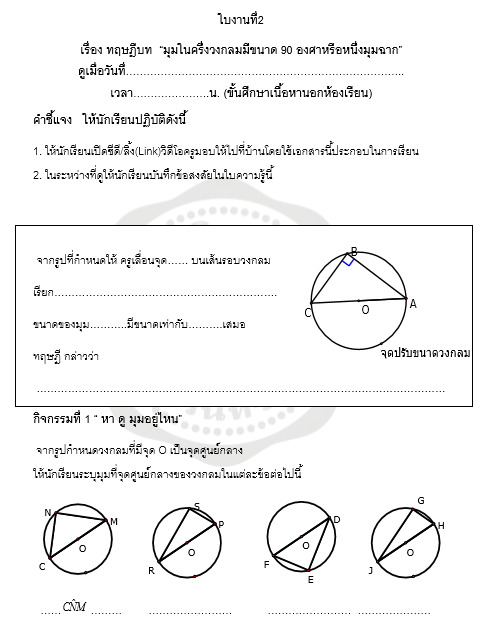 ใบงานที่2
เรื่อง ทฤษฎีบท “มุมในครึ่งวงกลมมีขนาด 90 องศาหรือหนึ่งมุมฉาก”
ดูเมื่อวันที่……………………………………………………………..
เวลา………………….น. (ขั้นศึกษาเนื้อหานอกห้องเรียน)
คำชี้แจง ให้นักเรียนปฏิบัติดังนี้
1. ให้นักเรียนเปิดซีดี/ลิ้ง(Link)วิดีโอครูมอบให้ไปที่บ้านโดยใช้เอกสารนี้ประกอบในการเรียน
2. ในระหว่างที่ดูให้นักเรียนบันทึกข้อสงสัยในใบความรู้นี้
จากรูปที่กำหนดให้ ครูเลื่อนจุด…… บนเส้นรอบวงกลม
เรียก…………………………………………………
ขนาดของมุม………..มีขนาดเท่ากับ……….เสมอ
ทฤษฎี กล่าวว่า
……………………………………………………………………………………………
B
C
O
A
จุดปรับขนาดวงกลม
กิจกรรมที่ 1 “ หา ดู มุมอยู่ไหน”
จากรูปกำหนดวงกลมที่มีจุด O เป็นจุดศูนย์กลาง
ให้นักเรียนระบุมุมที่จุดศูนย์กลางของวงกลมในแต่ละข้อต่อไปนี้
N M O C
S P O R
D O F E
G H O J
……CN̂M ……… ………………… ………………… ………………